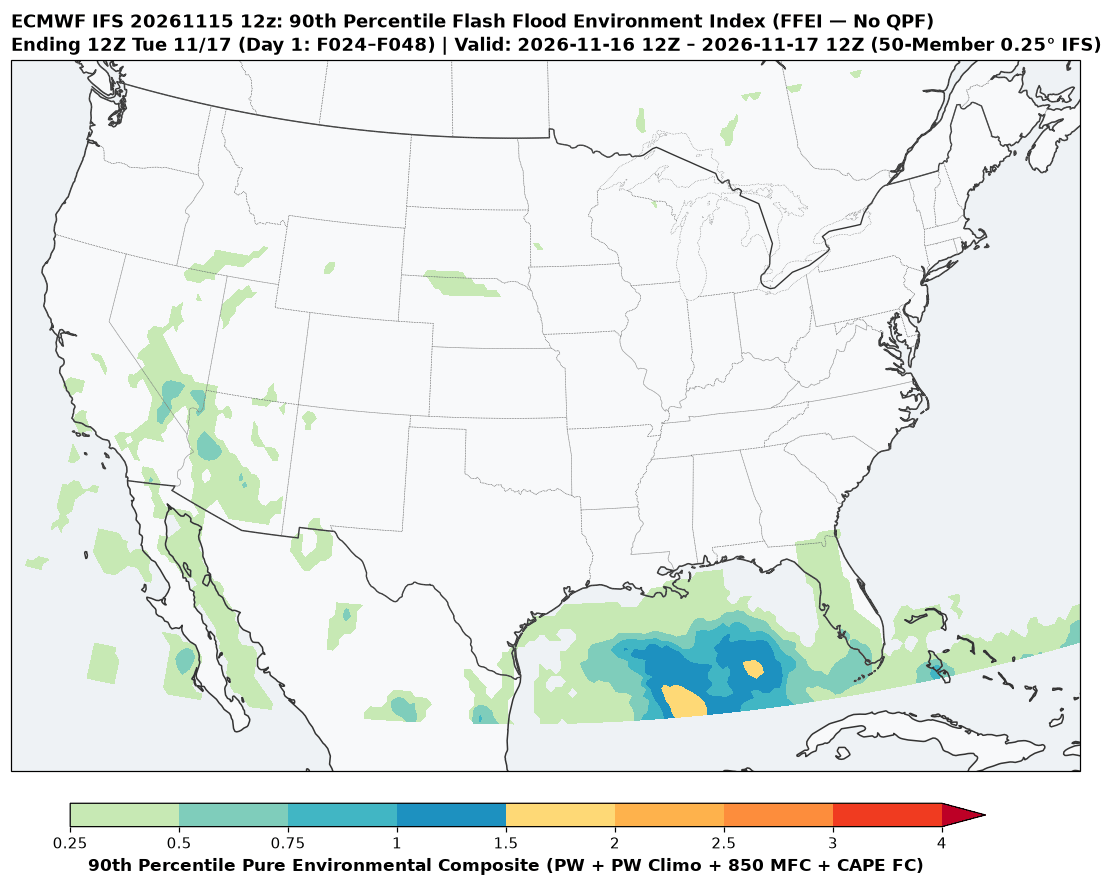 ECMWF IFS 20261115 12z: 90th Percentile Flash Flood Environment Index (FFEI — No QPF)
Ending 12Z Tue 11/17 (Day 1: F024–F048) | Valid: 2026-11-16 12Z – 2026-11-17 12Z (50-Member 0.25° IFS)
0.25 0.5 0.75 1 1.5 2 2.5 3 4
90th Percentile Pure Environmental Composite (PW + PW Climo + 850 MFC + CAPE FC)